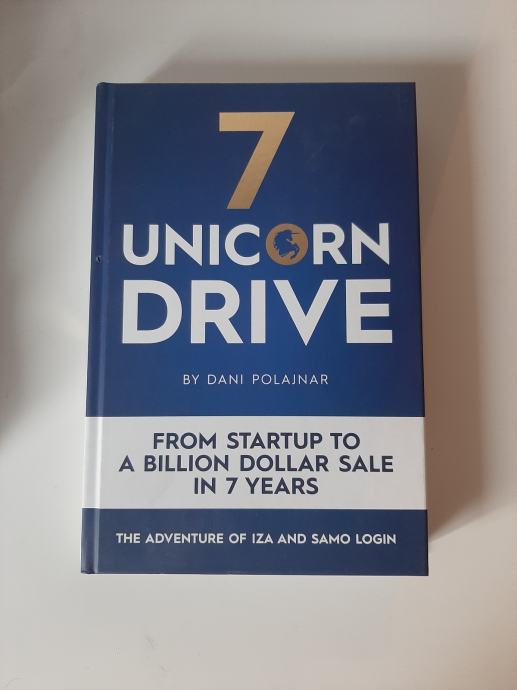 7
UNICORN
DRIVE
BY DANI POLAJNAR
FROM STARTUP TO
A BILLION DOLLAR SALE
IN 7 YEARS
THE ADVENTURE OF IZA AND SAMO LOGIN